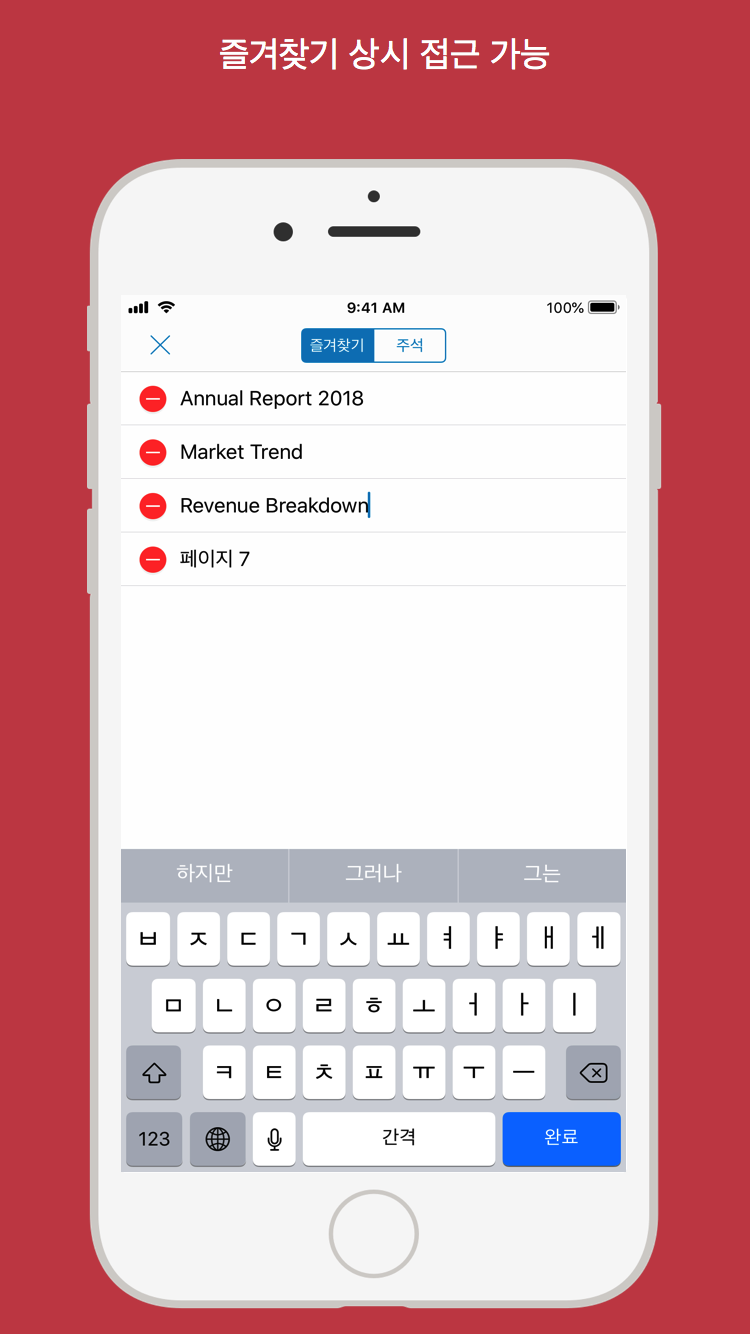 즐겨찾기 상시 접근 가능
9:41 AM 100%
즐겨찾기 주석
Annual Report 2018
Market Trend
Revenue Breakdown
페이지 7
하지만 그러나 그는
ㅂ ㅈ ㄷ ㄱ ㅅ ㅛ ㅕ ㅑ ㅐ ㅔ
ㅁ ㄴ ㅇ ㄹ ㅎ ㅗ ㅓ ㅏ ㅣ
ㅋ ㅌ ㅊ ㅍ ㅠ ㅜ ㅡ
123 간격 완료